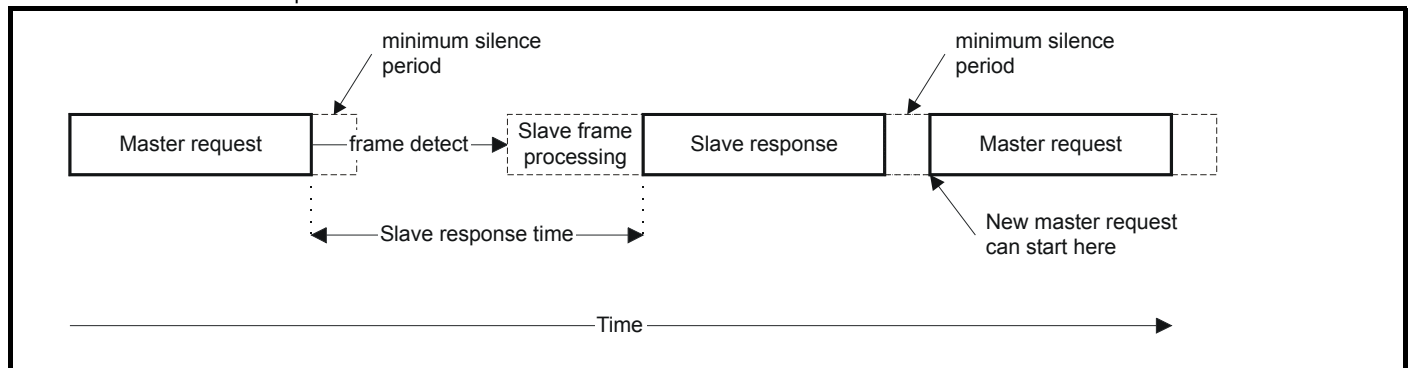 minimum silence
period
minimum silence
period
Master request
frame detect
Slave frame
processing
Slave response
Master request
Slave response time
New master request
can start here
Time